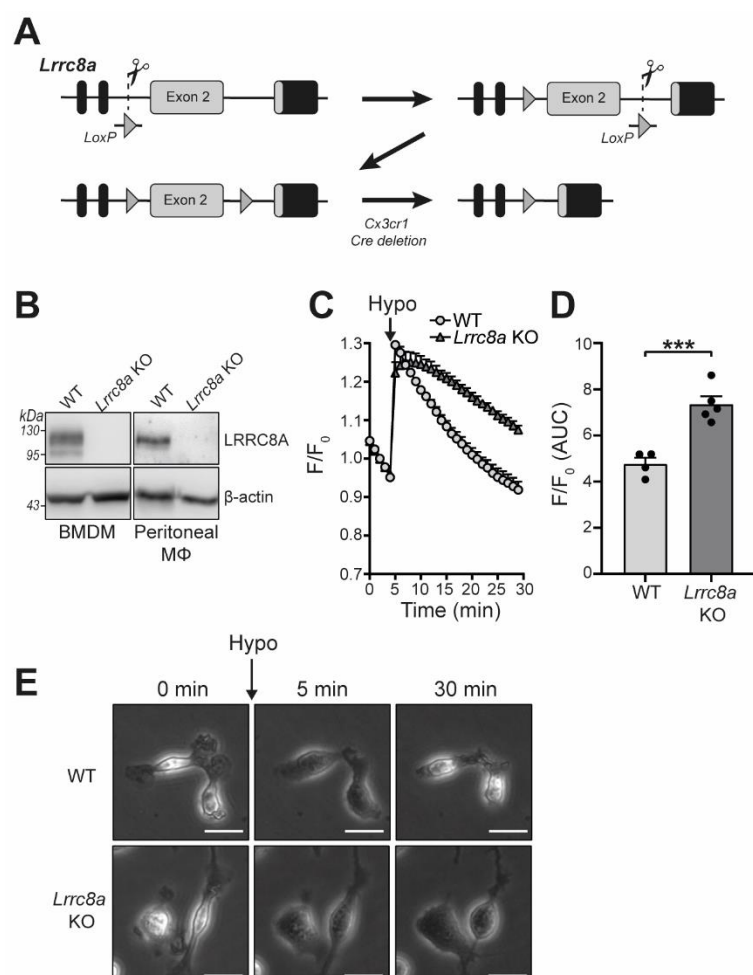 A
Lrrc8a
Exon 2
LoxP
Exon 2
LoxP
Exon 2
Cx3cr1
Cre deletion
B
WT
Lrrc8a KO
WT
Lrrc8a KO
kDa
130
95
43
LRRC8A
β-actin
BMDM
Peritoneal
MΦ
C
Hypo
WT
Lrrc8a KO
F/F0
1.3
1.2
1.1
1.0
0.9
0.8
0.7
0 5 10 15 20 25 30
Time (min)
D
F/F0 (AUC)
10
8
6
4
2
0
***
WT
Lrrc8a
KO
E
Hypo
0 min
5 min
30 min
WT
Lrrc8a
KO